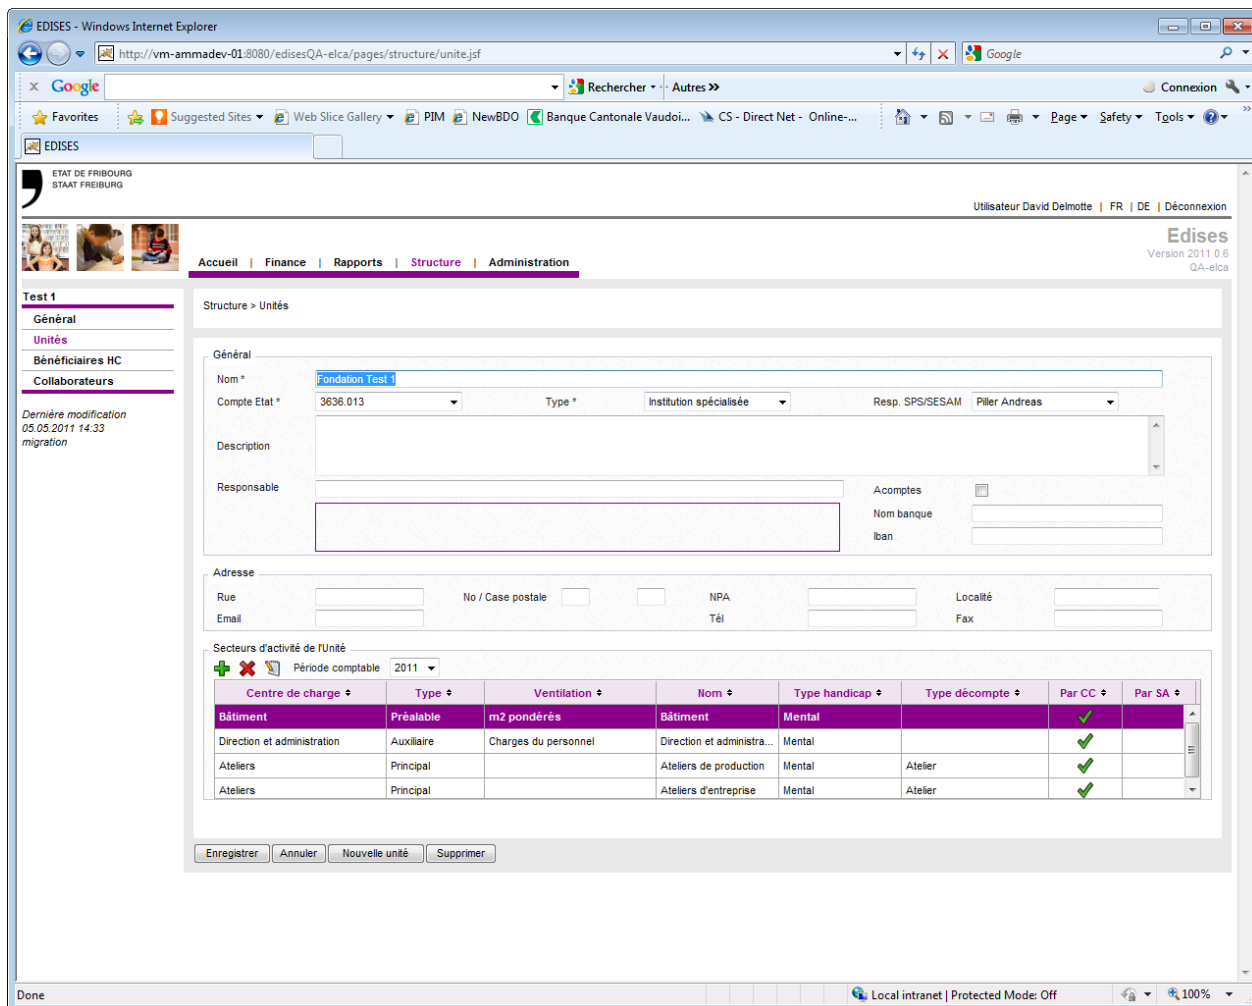 EDISES - Windows Internet Explorer
http://vm-ammadev-01:8080/edisesQA-elca/pages/structure/unite.jsf
Google
x Google Rechercher Autres »
Connexion
Favorites Suggested Sites Web Slice Gallery PIM NewBDO Banque Cantonale Vaudoi... CS - Direct Net - Online-... Page Safety Tools
EDISES
ETAT DE FRIBOURG
STAAT FREIBURG
Utilisateur David Delmotte | FR | DE | Déconnexion
Edises
Version 2011 0.6
QA-elca
Accueil | Finance | Rapports | Structure | Administration
Test 1
Général
Unités
Bénéficiaires HC
Collaborateurs
Dernière modification
05.05.2011 14:33
migration
Structure > Unités
Général
Nom * Fondation Test 1
Compte Etat * 3636.013 Type * Institution spécialisée Resp. SPS/SESAM Piller Andreas
Description
Responsable
Acomptes
Nom banque
Iban
Adresse
Rue No / Case postale NPA Localité
Email Tél Fax
Secteurs d'activité de l'Unité
Période comptable 2011
Centre de charge Type Ventilation Nom Type handicap Type décompte Par CC Par SA
Bâtiment Préalable m2 pondérés Bâtiment Mental
Direction et administration Auxiliaire Charges du personnel Direction et administra... Mental
Ateliers Principal Ateliers de production Mental Atelier
Ateliers Principal Ateliers d'entreprise Mental Atelier
Enregistrer Annuler Nouvelle unité Supprimer
Done Local intranet | Protected Mode: Off 100%